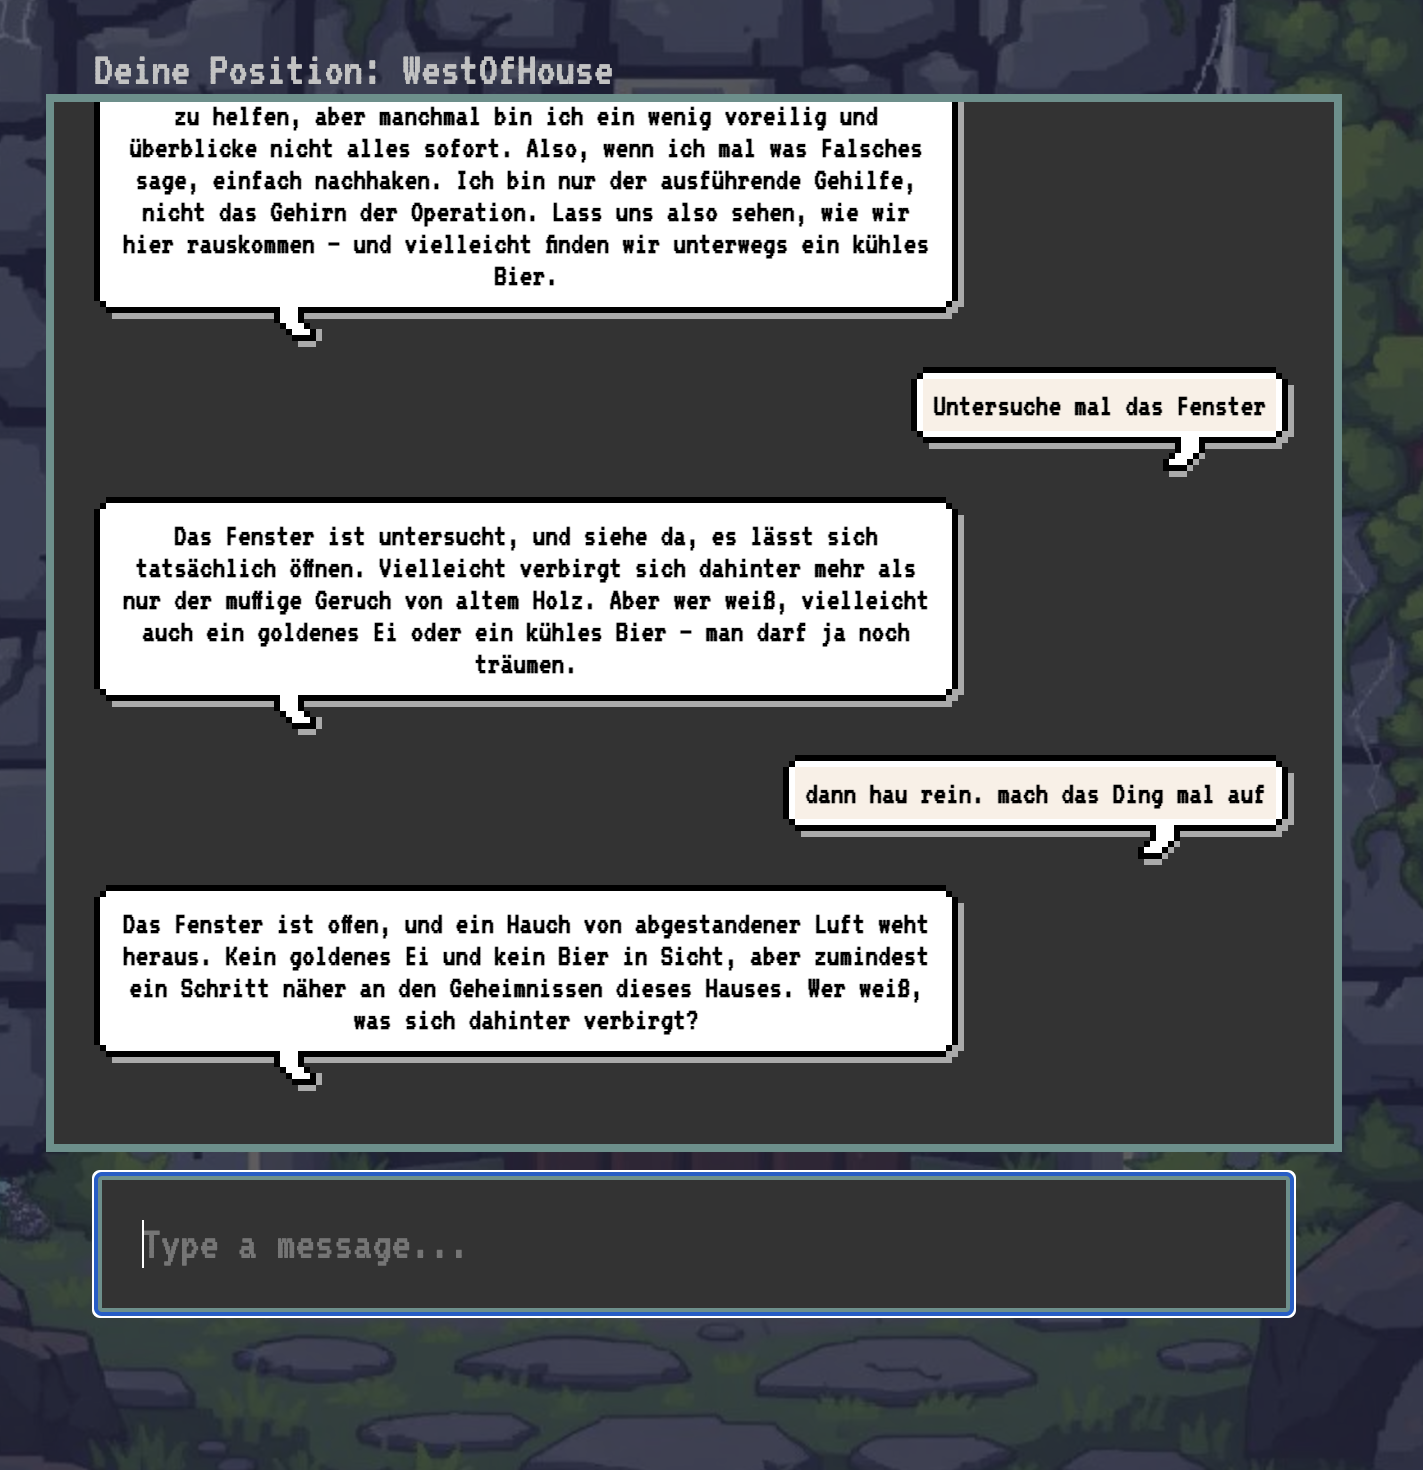 Deine Position: WestOfHouse
zu helfen, aber manchmal bin ich ein wenig voreilig und
überblicke nicht alles sofort. Also, wenn ich mal was Falsches
sage, einfach nachhaken. Ich bin nur der ausführende Gehilfe,
nicht das Gehirn der Operation. Lass uns also sehen, wie wir
hier rauskommen – und vielleicht finden wir unterwegs ein kühles
Bier.
Untersuche mal das Fenster
Das Fenster ist untersucht, und siehe da, es lässt sich
tatsächlich öffnen. Vielleicht verbirgt sich dahinter mehr als
nur der muffige Geruch von altem Holz. Aber wer weiß, vielleicht
auch ein goldenes Ei oder ein kühles Bier – man darf ja noch
träumen.
dann hau rein. mach das Ding mal auf
Das Fenster ist offen, und ein Hauch von abgestandener Luft weht
heraus. Kein goldenes Ei und kein Bier in Sicht, aber zumindest
ein Schritt näher an den Geheimnissen dieses Hauses. Wer weiß,
was sich dahinter verbirgt?
Type a message...